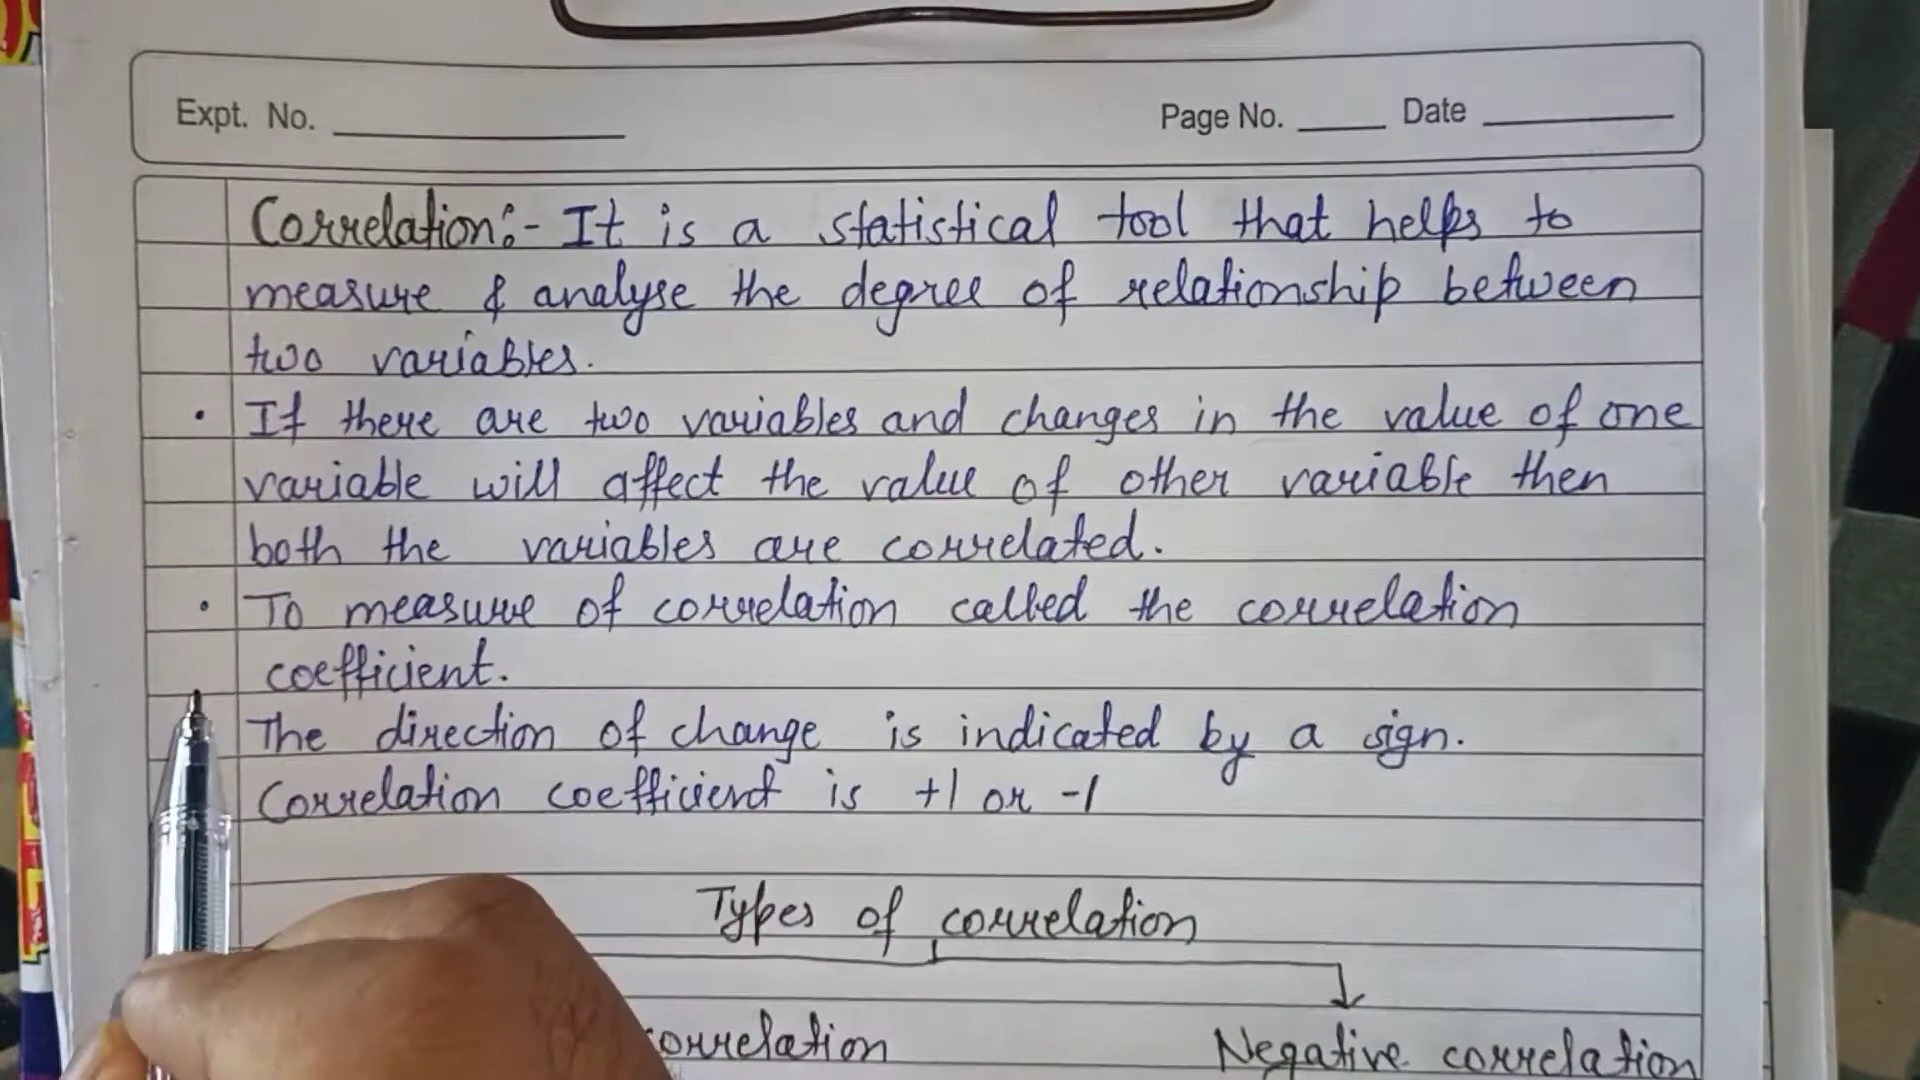 Expt. No. Page No. Date
Correlation:- It is a statistical tool that helps to
measure & analyse the degree of relationship between
two variables.
• If there are two variables and changes in the value of one
variable will affect the value of other variable then
both the variables are correlated.
• To measure of correlation called the correlation
coefficient.
The direction of change is indicated by a sign.
Correlation coefficient is +1 or -1
Types of correlation
correlation Negative correlation